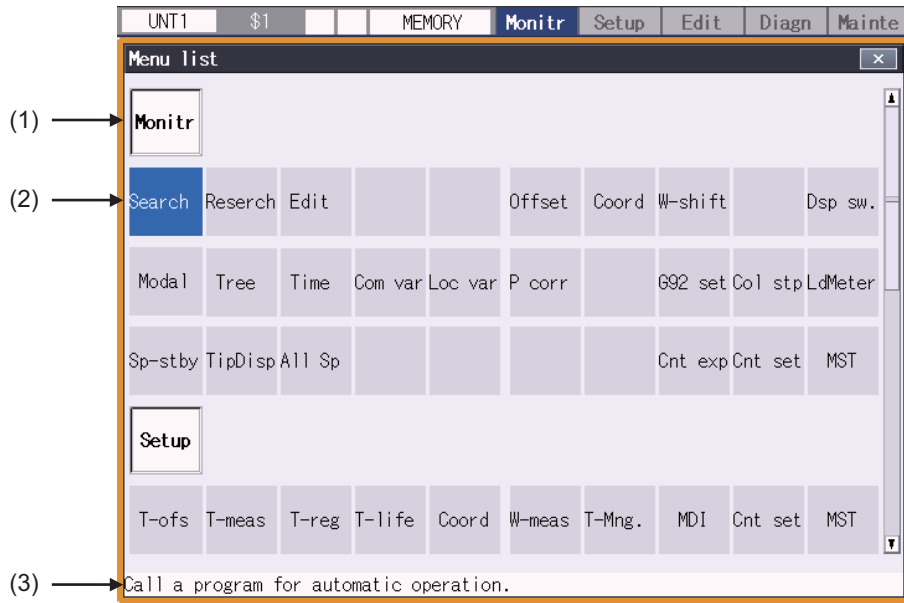 UNT1 $1 MEMORY Monitr Setup Edit Diagn Mainte
Menu list
(1) Monitr
(2) Search Reserch Edit Offset Coord W-shift Dsp sw.
Modal Tree Time Com var Loc var P corr G92 set Col stp LdMeter
Sp-stby TipDisp All Sp Cnt exp Cnt set MST
Setup
T-ofs T-meas T-reg T-life Coord W-meas T-Mng. MDI Cnt set MST
(3) Call a program for automatic operation.